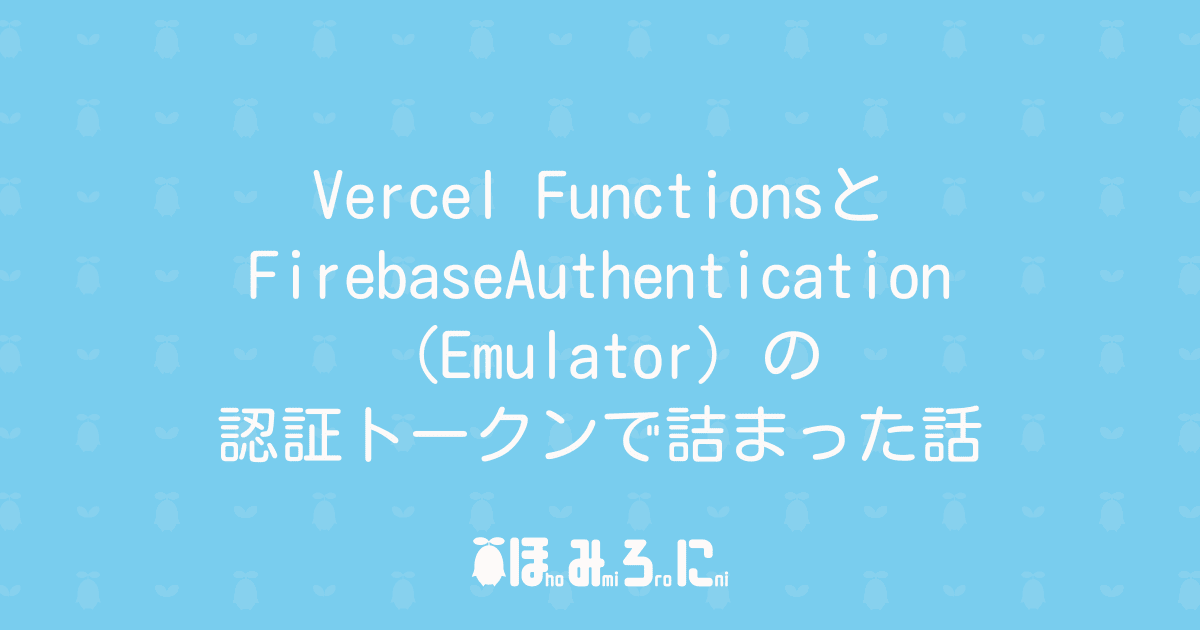 Vercel Functionsと
FirebaseAuthentication
（Emulator）の
認証トークンで詰まった話
ほhoみmiろroにni